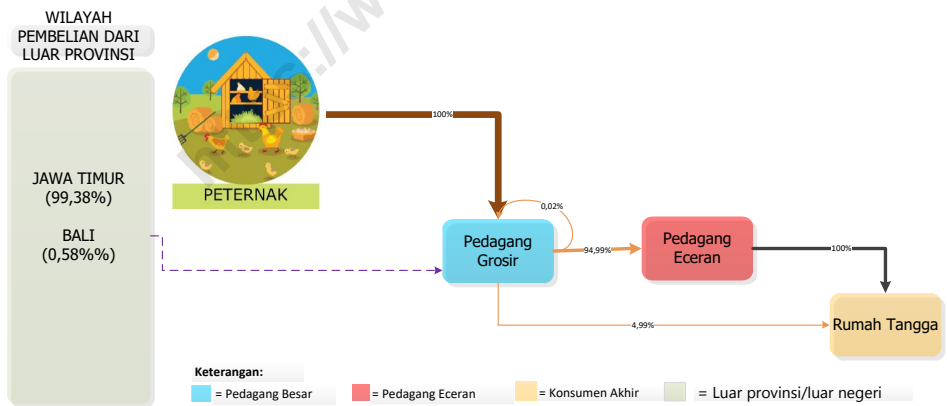 WILAYAH
PEMBELIAN DARI
LUAR PROVINSI
JAWA TIMUR
(99,38%)
BALI
(0,58%%)
PETERNAK
100%
0,02%
Pedagang
Grosir
94,99%
Pedagang
Eceran
100%
4,99%
Rumah Tangga
Keterangan:
= Pedagang Besar
= Pedagang Eceran
= Konsumen Akhir
= Luar provinsi/luar negeri